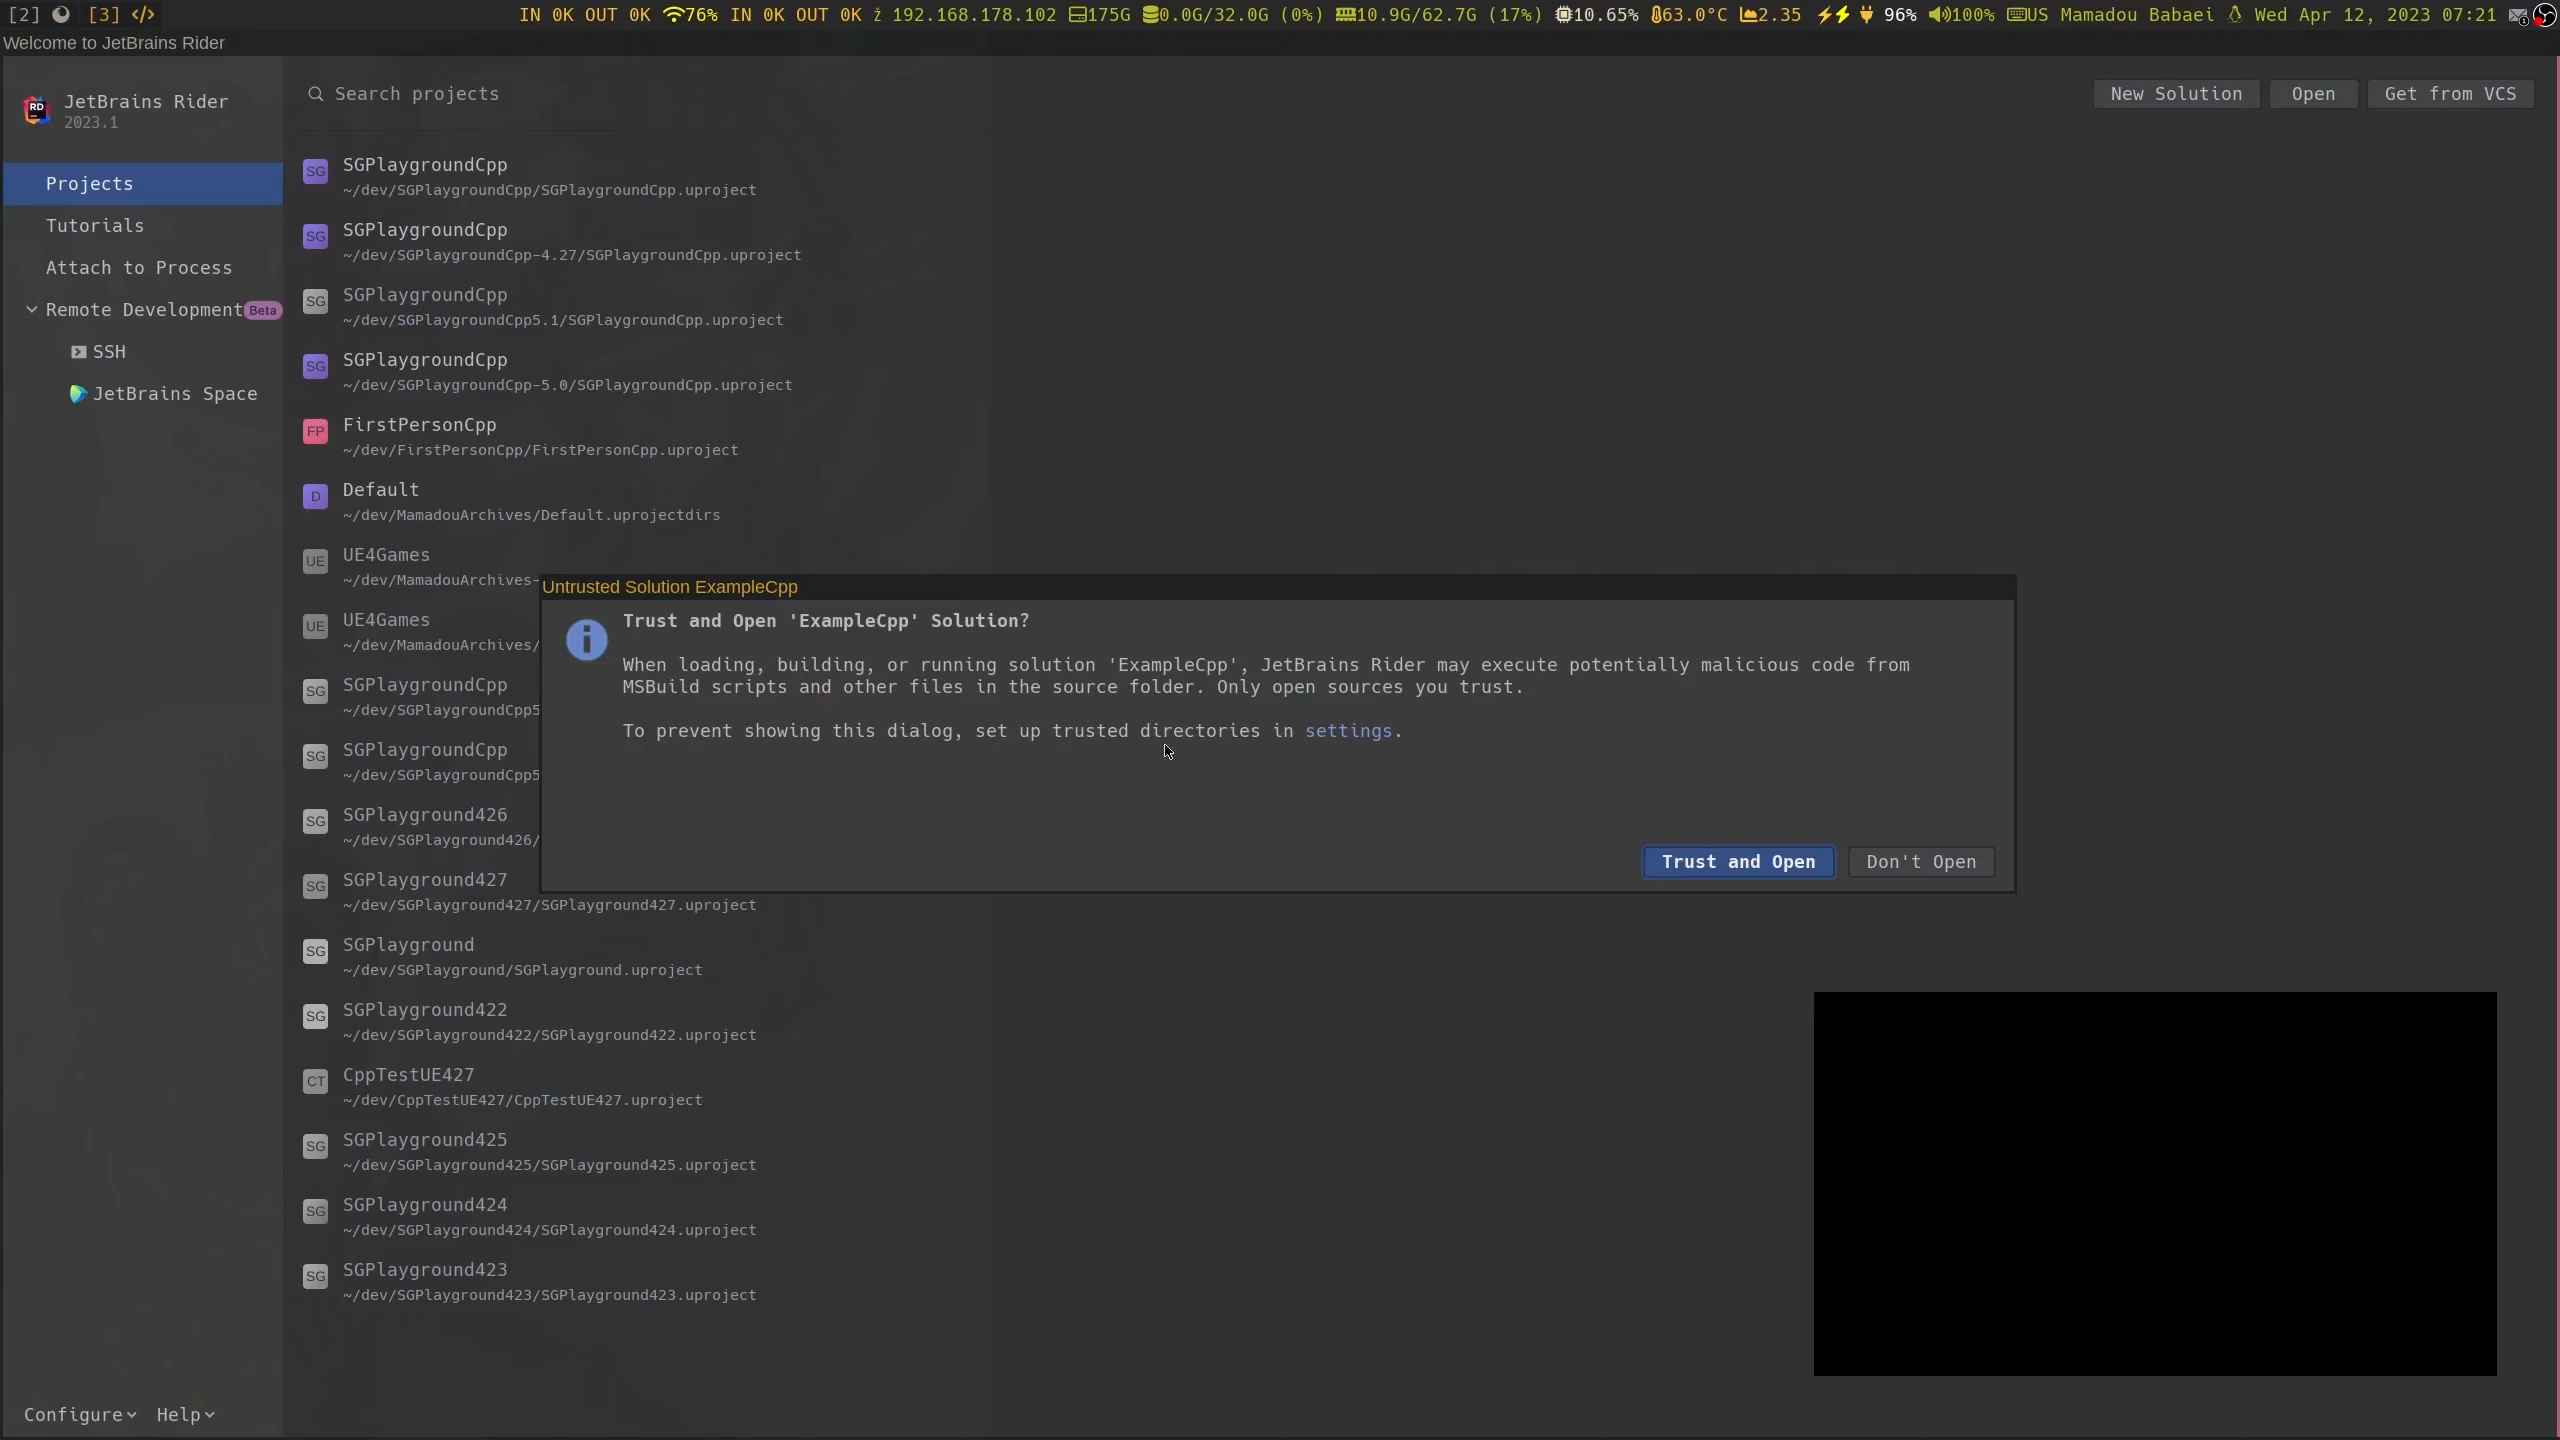 [2] [3] </> IN 0K OUT 0K 76% IN 0K OUT 0K ž 192.168.178.102 175G 0.0G/32.0G (0%) 10.9G/62.7G (17%) 10.65% 63.0°C 2.35 96% 100% US Mamadou Babaei Wed Apr 12, 2023 07:21
Welcome to JetBrains Rider
RD
JetBrains Rider
2023.1
Projects
Tutorials
Attach to Process
Remote Development Beta
SSH
JetBrains Space
Configure
Help
Search projects
New Solution
Open
Get from VCS
SG
SGPlaygroundCpp
~/dev/SGPlaygroundCpp/SGPlaygroundCpp.uproject
SG
SGPlaygroundCpp
~/dev/SGPlaygroundCpp-4.27/SGPlaygroundCpp.uproject
SG
SGPlaygroundCpp
~/dev/SGPlaygroundCpp5.1/SGPlaygroundCpp.uproject
SG
SGPlaygroundCpp
~/dev/SGPlaygroundCpp-5.0/SGPlaygroundCpp.uproject
FP
FirstPersonCpp
~/dev/FirstPersonCpp/FirstPersonCpp.uproject
D
Default
~/dev/MamadouArchives/Default.uprojectdirs
UE
UE4Games
~/dev/MamadouArchives-
UE
UE4Games
~/dev/MamadouArchives/
SG
SGPlaygroundCpp
~/dev/SGPlaygroundCpp5
SG
SGPlaygroundCpp
~/dev/SGPlaygroundCpp5
SG
SGPlayground426
~/dev/SGPlayground426/
SG
SGPlayground427
~/dev/SGPlayground427/SGPlayground427.uproject
SG
SGPlayground
~/dev/SGPlayground/SGPlayground.uproject
SG
SGPlayground422
~/dev/SGPlayground422/SGPlayground422.uproject
CT
CppTestUE427
~/dev/CppTestUE427/CppTestUE427.uproject
SG
SGPlayground425
~/dev/SGPlayground425/SGPlayground425.uproject
SG
SGPlayground424
~/dev/SGPlayground424/SGPlayground424.uproject
SG
SGPlayground423
~/dev/SGPlayground423/SGPlayground423.uproject
Untrusted Solution ExampleCpp
Trust and Open 'ExampleCpp' Solution?
When loading, building, or running solution 'ExampleCpp', JetBrains Rider may execute potentially malicious code from
MSBuild scripts and other files in the source folder. Only open sources you trust.
To prevent showing this dialog, set up trusted directories in settings.
Trust and Open
Don't Open